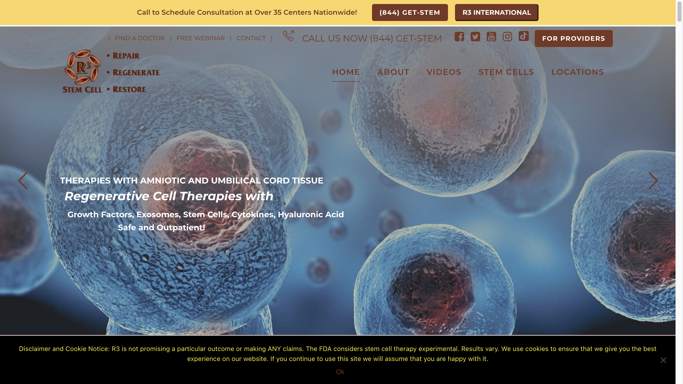 Call to Schedule Consultation at Over 35 Centers Nationwide!
(844) GET-STEM
R3 INTERNATIONAL
| FIND A DOCTOR | FREE WEBINAR | CONTACT |
CALL US NOW (844) GET-STEM
FOR PROVIDERS
R3
STEM CELL
• REPAIR
• REGENERATE
• RESTORE
HOME ABOUT VIDEOS STEM CELLS LOCATIONS
THERAPIES WITH AMNIOTIC AND UMBILICAL CORD TISSUE
Regenerative Cell Therapies with
Growth Factors, Exosomes, Stem Cells, Cytokines, Hyaluronic Acid
Safe and Outpatient!
Disclaimer and Cookie Notice: R3 is not promising a particular outcome or making ANY claims. The FDA considers stem cell therapy experimental. Results vary. We use cookies to ensure that we give you the best
experience on our website. If you continue to use this site we will assume that you are happy with it.
Ok